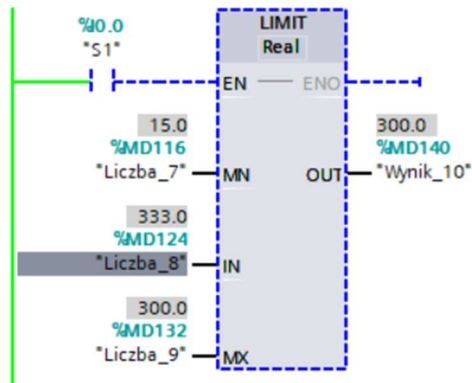 %I0.0
"S1"
LIMIT
Real
EN
ENO
15.0
%MD116
"Liczba_7"
MN
300.0
%MD140
OUT
"Wynik_10"
333.0
%MD124
"Liczba_8"
IN
300.0
%MD132
"Liczba_9"
MX